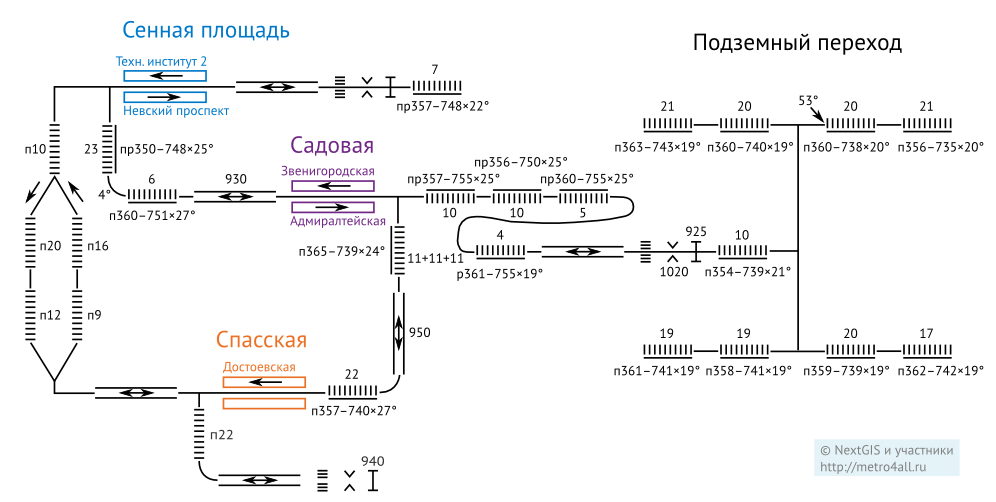 Сенная площадь
Техн. институт 2
Невский проспект
7
пр357–748×22°
п10
23
пр350–748×25°
4°
6
п360–751×27°
930
Садовая
Звенигородская
Адмиралтейская
пр356–750×25°
пр357–755×25°
пр360–755×25°
10
10
5
п365–739×24°
11+11+11
4
р361–755×19°
925
1020
10
п354–739×21°
п20
п16
п12
п9
950
Спасская
Достоевская
22
п357–740×27°
п22
940
Подземный переход
53°
21
20
20
21
п363–743×19°
п360–740×19°
п360–738×20°
п356–735×20°
19
19
20
17
п361–741×19°
п358–741×19°
п359–739×19°
п362–742×19°
© NextGIS и участники
http://metro4all.ru